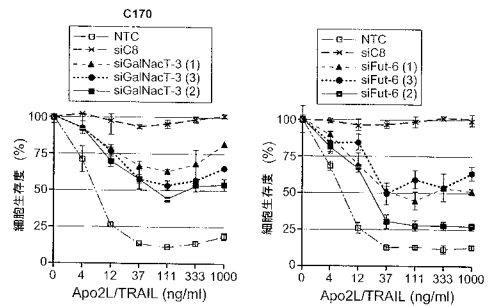 C170
NTC
siC8
siGalNacT-3 (1)
siGalNacT-3 (3)
siGalNacT-3 (2)
細胞生存度 (%)
100
75
50
25
0
0 4 12 37 111 333 1000
Apo2L/TRAIL (ng/ml)
NTC
siC8
siFut-6 (1)
siFut-6 (3)
siFut-6 (2)
細胞生存度 (%)
100
75
50
25
0
0 4 12 37 111 333 1000
Apo2L/TRAIL (ng/ml)